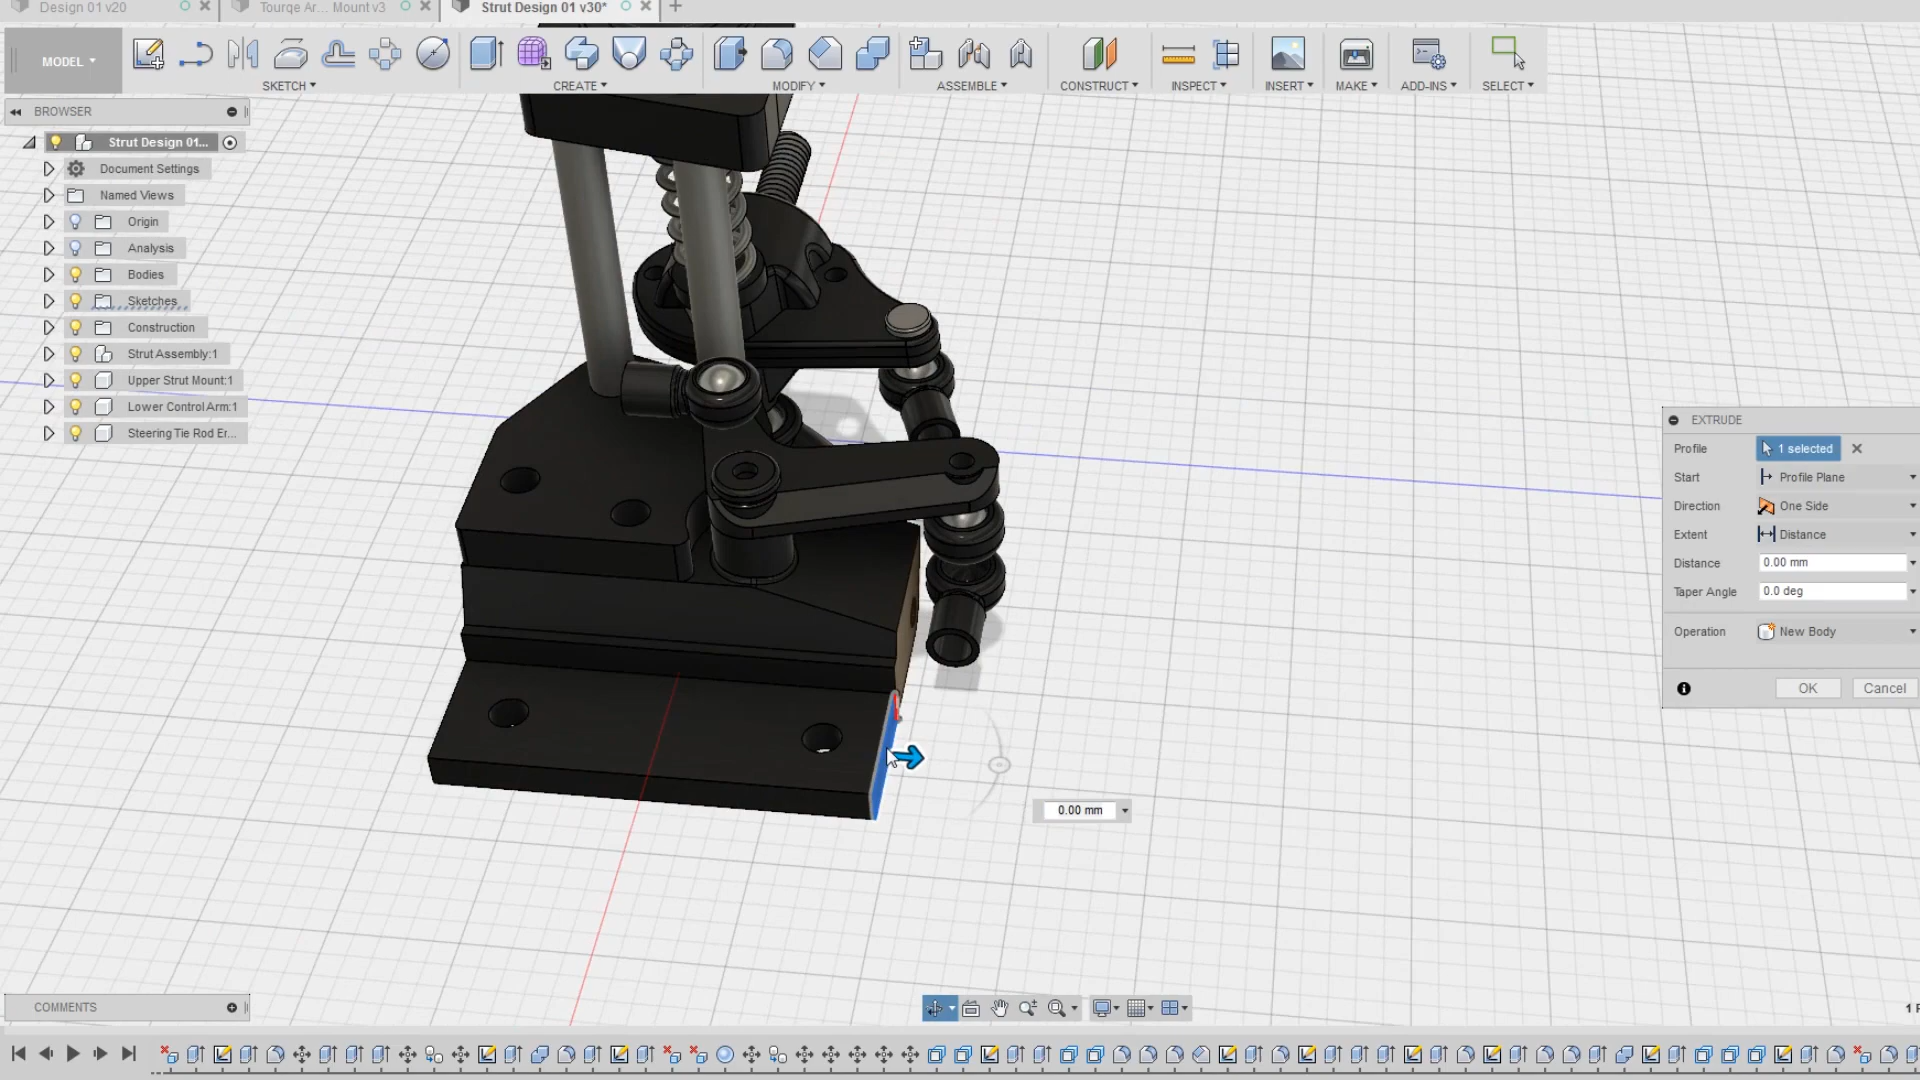 Design 01 v20
Tourqe Ar... Mount v3
Strut Design 01 v30*
MODEL
SKETCH
CREATE
MODIFY
ASSEMBLE
CONSTRUCT
INSPECT
INSERT
MAKE
ADD-INS
SELECT
BROWSER
Strut Design 01...
Document Settings
Named Views
Origin
Analysis
Bodies
Sketches
Construction
Strut Assembly:1
Upper Strut Mount:1
Lower Control Arm:1
Steering Tie Rod Er...
EXTRUDE
Profile 1 selected
Start Profile Plane
Direction One Side
Extent Distance
Distance 0.00 mm
Taper Angle 0.0 deg
Operation New Body
OK Cancel
0.00 mm
COMMENTS